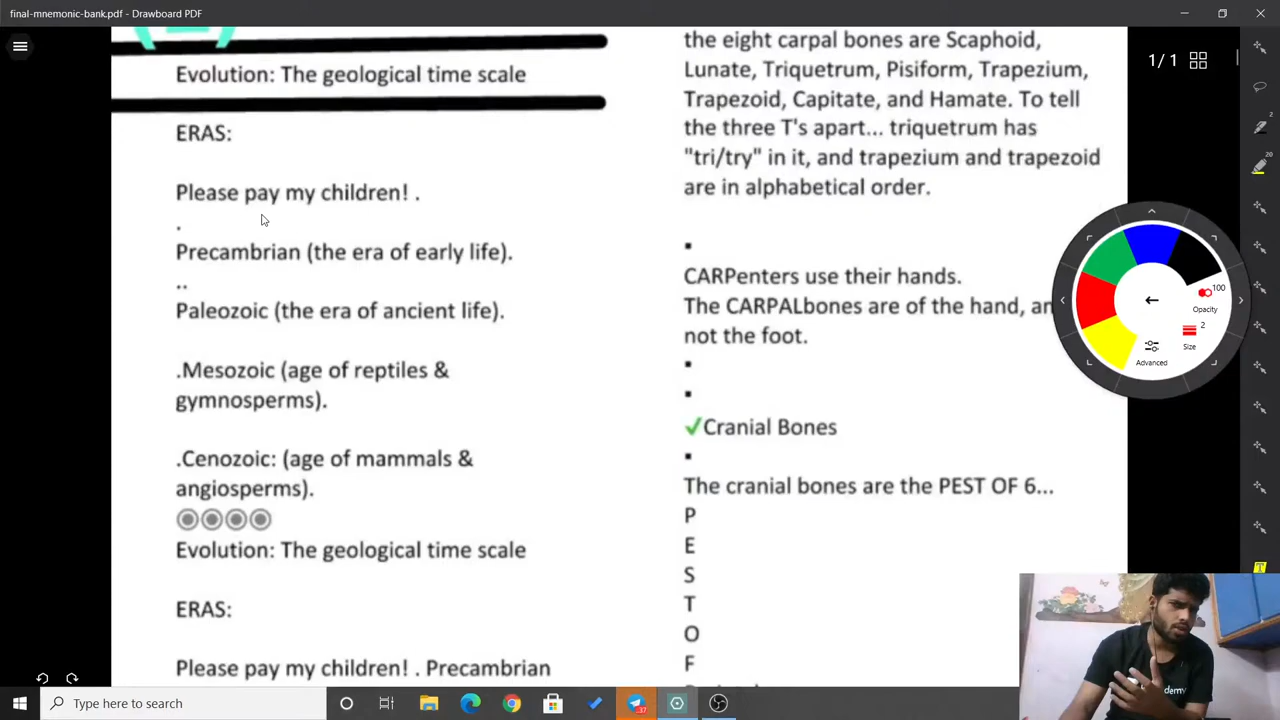 final-mnemonic-bank.pdf - Drawboard PDF
1/1
Evolution: The geological time scale
ERAS:
Please pay my children! .
.
Precambrian (the era of early life).
..
Paleozoic (the era of ancient life).
.Mesozoic (age of reptiles &
gymnosperms).
.Cenozoic: (age of mammals &
angiosperms).
Evolution: The geological time scale
ERAS:
Please pay my children! . Precambrian
the eight carpal bones are Scaphoid,
Lunate, Triquetrum, Pisiform, Trapezium,
Trapezoid, Capitate, and Hamate. To tell
the three T's apart... triquetrum has
"tri/try" in it, and trapezium and trapezoid
are in alphabetical order.
CARPenters use their hands.
The CARPALbones are of the hand, an
not the foot.
✓Cranial Bones
The cranial bones are the PEST OF 6...
P
E
S
T
O
F
100
Opacity
2
Size
Advanced
2
20
T
Type here to search
37